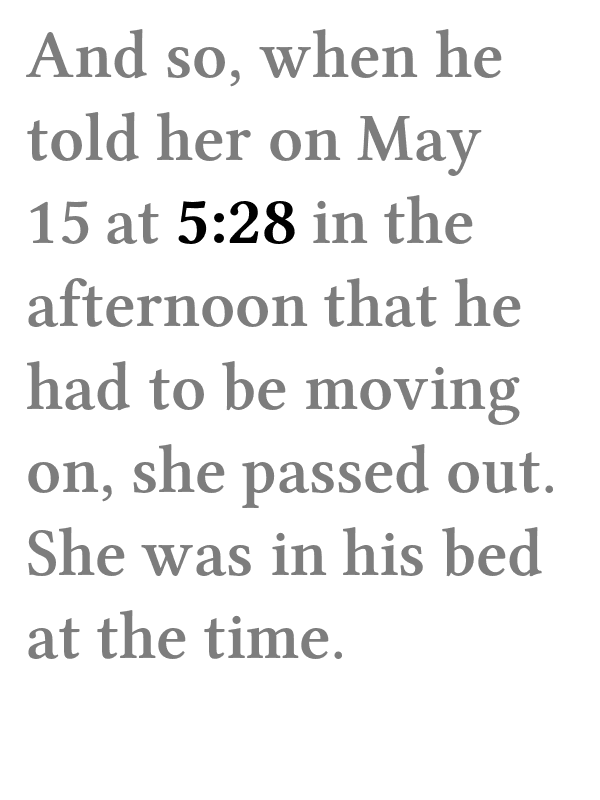 And so, when he
told her on May
15 at 5:28 in the
afternoon that he
had to be moving
on, she passed out.
She was in his bed
at the time.